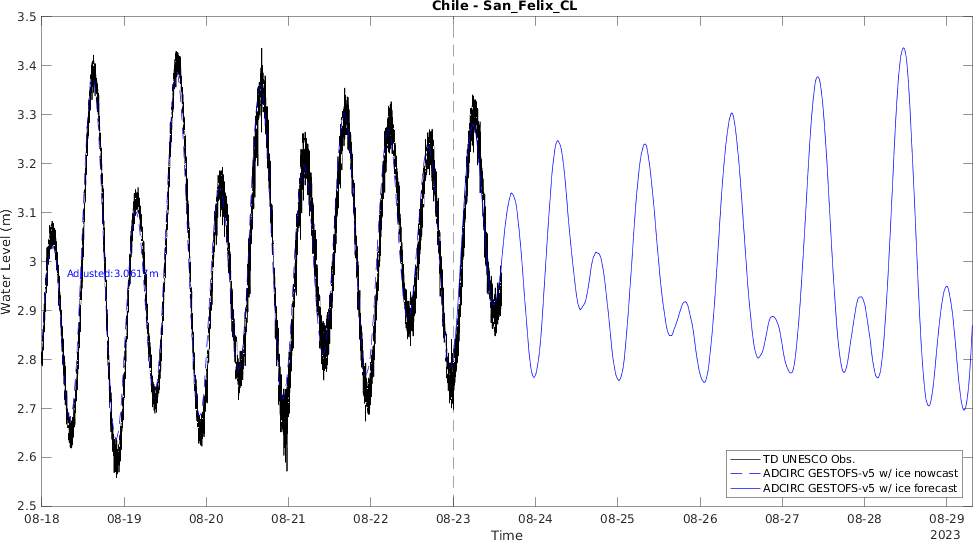 Chile - San_Felix_CL
3.5
3.4
3.3
3.2
3.1
3
2.9
2.8
2.7
2.6
2.5
Water Level (m)
TD UNESCO Obs.
ADCIRC GESTOFS-v5 w/ ice nowcast
ADCIRC GESTOFS-v5 w/ ice forecast
08-18 08-19 08-20 08-21 08-22 08-23 08-24 08-25 08-26 08-27 08-28 08-29
Time 2023